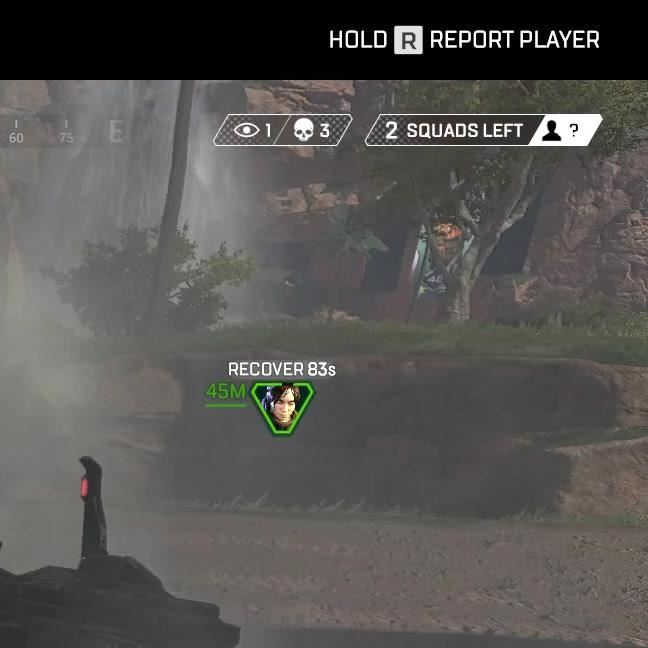 HOLD R REPORT PLAYER
60 75 E
1 3
2 SQUADS LEFT ?
RECOVER 83s
45M